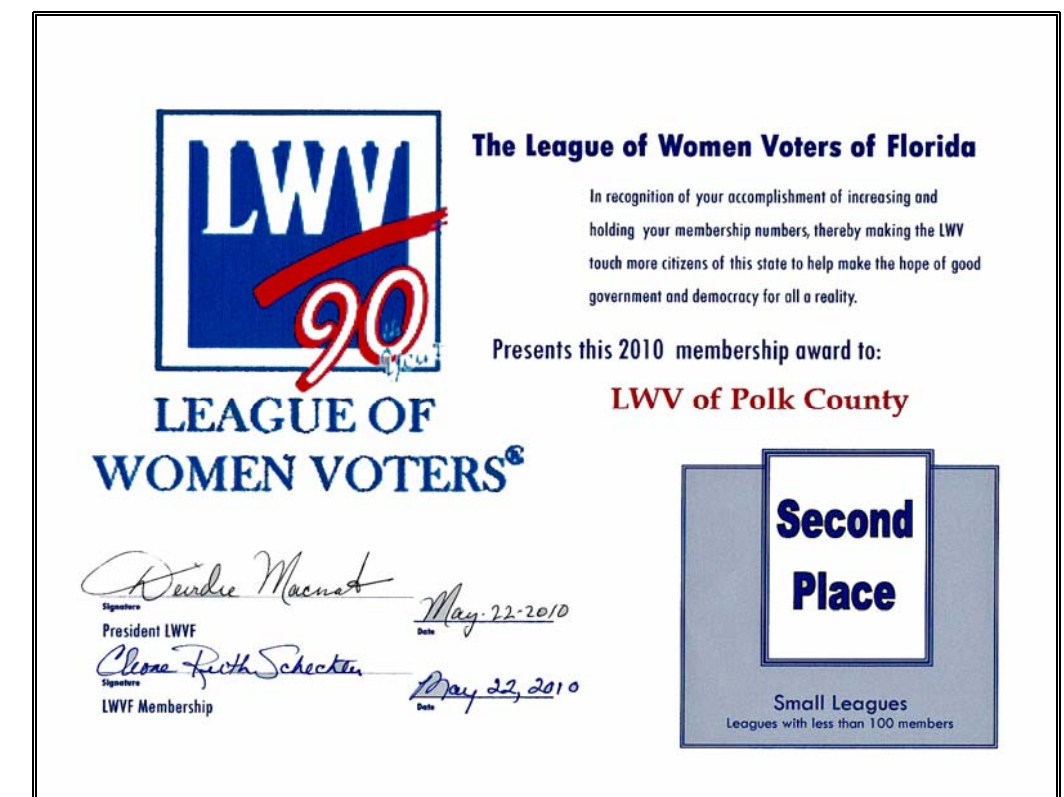 LWV
90
The League of Women Voters of Florida
In recognition of your accomplishment of increasing and
holding your membership numbers, thereby making the LWV
touch more citizens of this state to help make the hope of good
government and democracy for all a reality.
Presents this 2010 membership award to:
LWV of Polk County
LEAGUE OF
WOMEN VOTERS®
Second
Place
Small Leagues
Leagues with less than 100 members
Deirdre Macnab May-22-2010
Signature Date
President LWVF
Cleone Ruth Schechter May 22, 2010
Signature Date
LWVF Membership